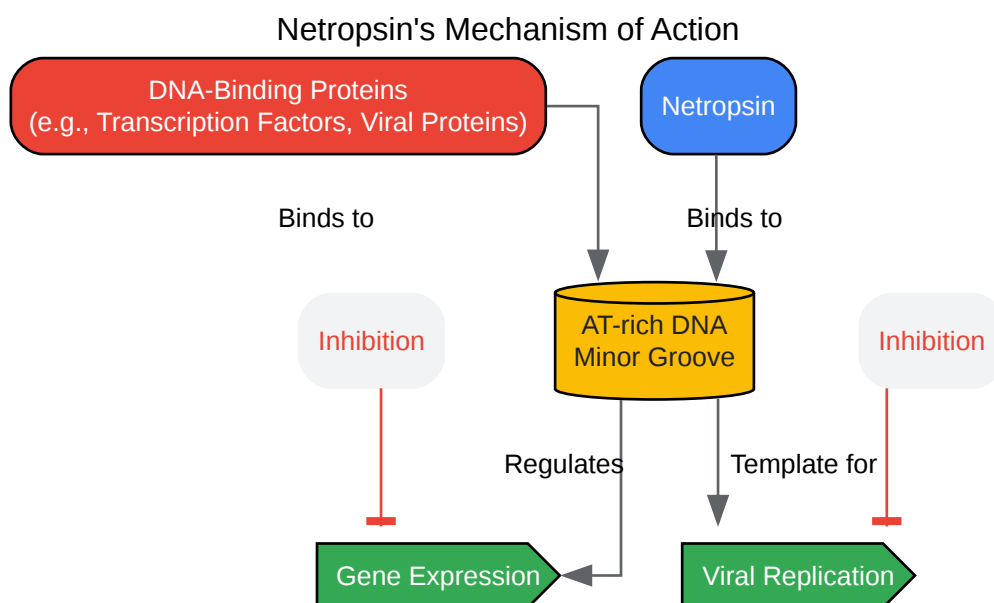 Netropsin's Mechanism of Action
DNA-Binding Proteins
(e.g., Transcription Factors, Viral Proteins)
Netropsin
Binds to
Binds to
Inhibition
AT-rich DNA
Minor Groove
Inhibition
Regulates
Template for
Gene Expression
Viral Replication